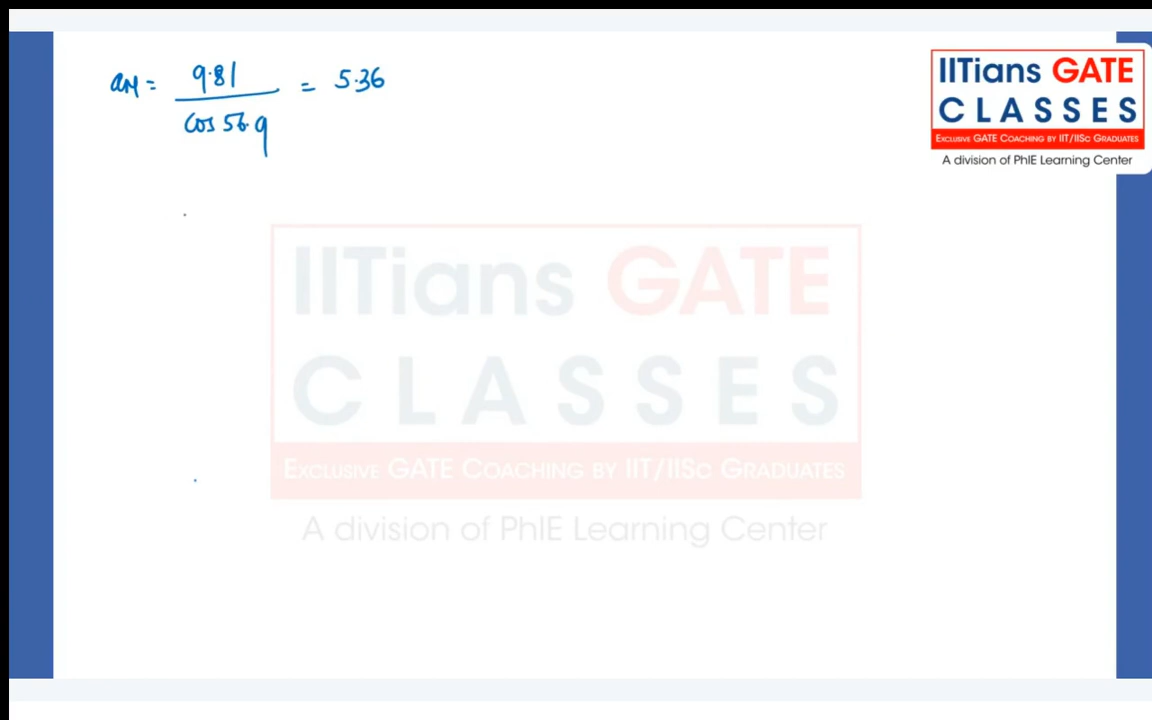 aN = 9.81 / cos 56.9 = 5.36
IITians GATE
CLASSES
EXCLUSIVE GATE COACHING BY IIT/IISc GRADUATES
A division of PhIE Learning Center
IITians GATE
CLASSES
EXCLUSIVE GATE COACHING BY IIT/IISc GRADUATES
A division of PhIE Learning Center